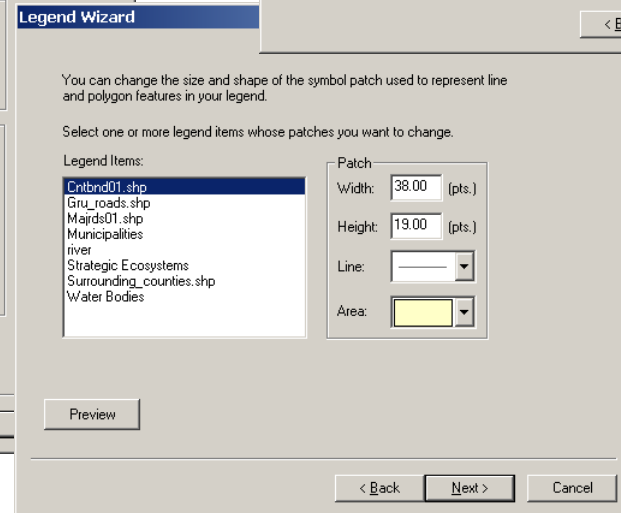 Legend Wizard
< B
You can change the size and shape of the symbol patch used to represent line
and polygon features in your legend.
Select one or more legend items whose patches you want to change.
Legend Items:
Cntbnd01.shp
Gru_roads.shp
Majrds01.shp
Municipalities
river
Strategic Ecosystems
Surrounding_counties.shp
Water Bodies
Patch
Width: 38.00 (pts.)
Height: 19.00 (pts.)
Line:
Area:
Preview
< Back Next > Cancel